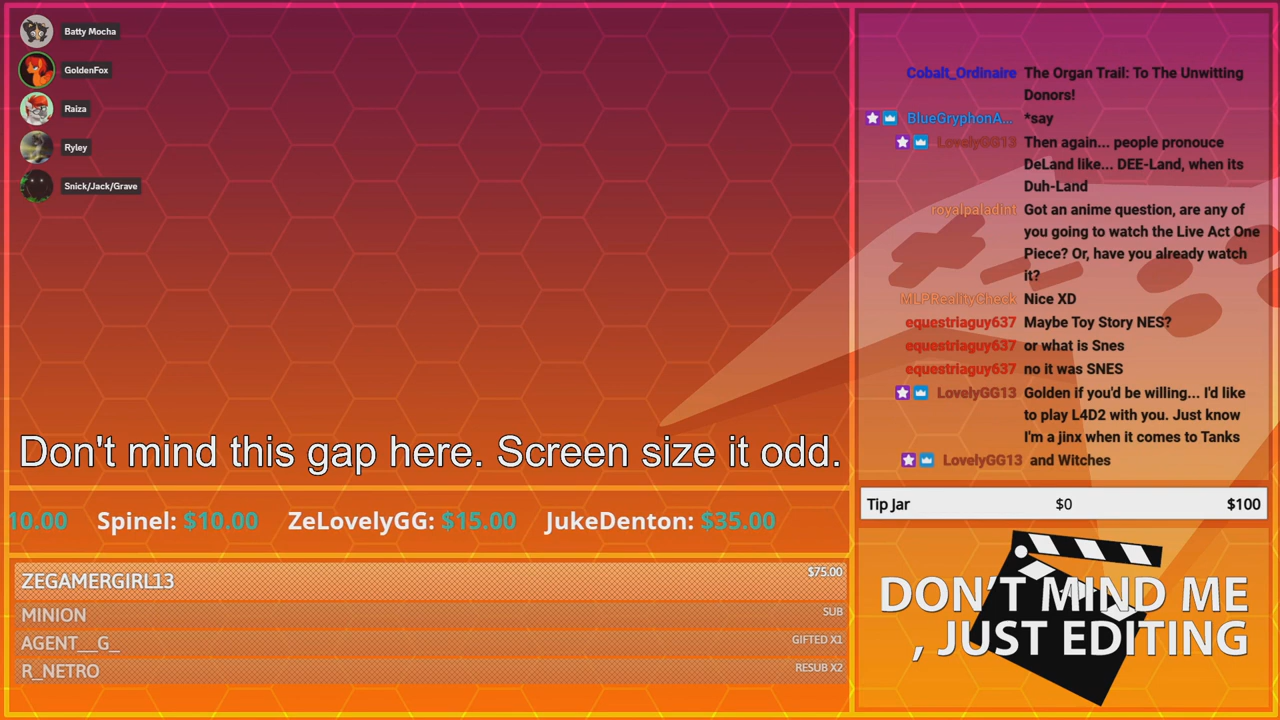 Batty Mocha
GoldenFox
Raiza
Ryley
Snick/Jack/Grave
Don't mind this gap here. Screen size it odd.
10.00 Spinel: $10.00 ZeLovelyGG: $15.00 JukeDenton: $35.00
ZEGAMERGIRL13 $75.00
MINION SUB
AGENT__G_ GIFTED X1
R_NETRO RESUB X2
Cobalt_Ordinaire The Organ Trail: To The Unwitting
Donors!
BlueGryphonA... *say
LovelyGG13 Then again... people pronouce
DeLand like... DEE-Land, when its
Duh-Land
royalpaladint Got an anime question, are any of
you going to watch the Live Act One
Piece? Or, have you already watch
it?
MLPRealityCheck Nice XD
equestriaguy637 Maybe Toy Story NES?
equestriaguy637 or what is Snes
equestriaguy637 no it was SNES
LovelyGG13 Golden if you'd be willing... I'd like
to play L4D2 with you. Just know
I'm a jinx when it comes to Tanks
LovelyGG13 and Witches
Tip Jar $0 $100
DON'T MIND ME
, JUST EDITING